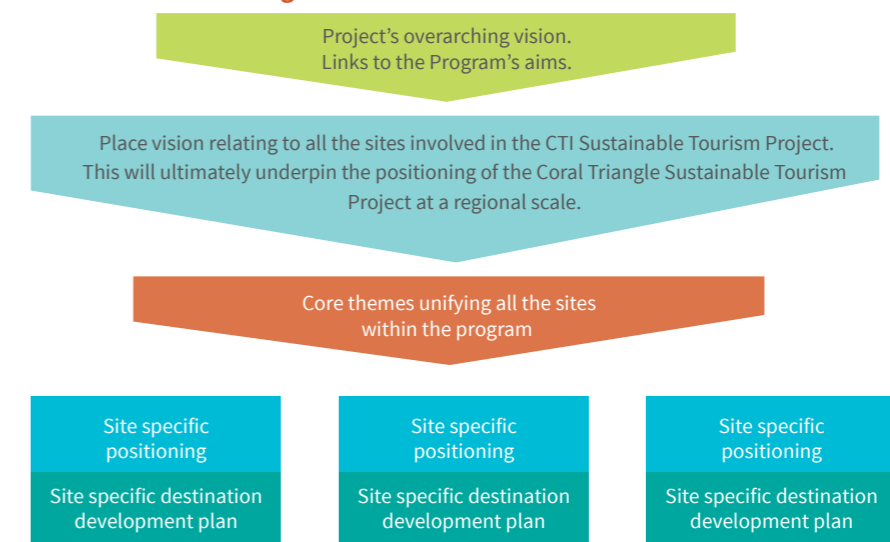 Project's overarching vision.
Links to the Program's aims.
Place vision relating to all the sites involved in the CTI Sustainable Tourism Project.
This will ultimately underpin the positioning of the Coral Triangle Sustainable Tourism
Project at a regional scale.
Core themes unifying all the sites
within the program
Site specific
positioning
Site specific destination
development plan
Site specific
positioning
Site specific destination
development plan
Site specific
positioning
Site specific destination
development plan